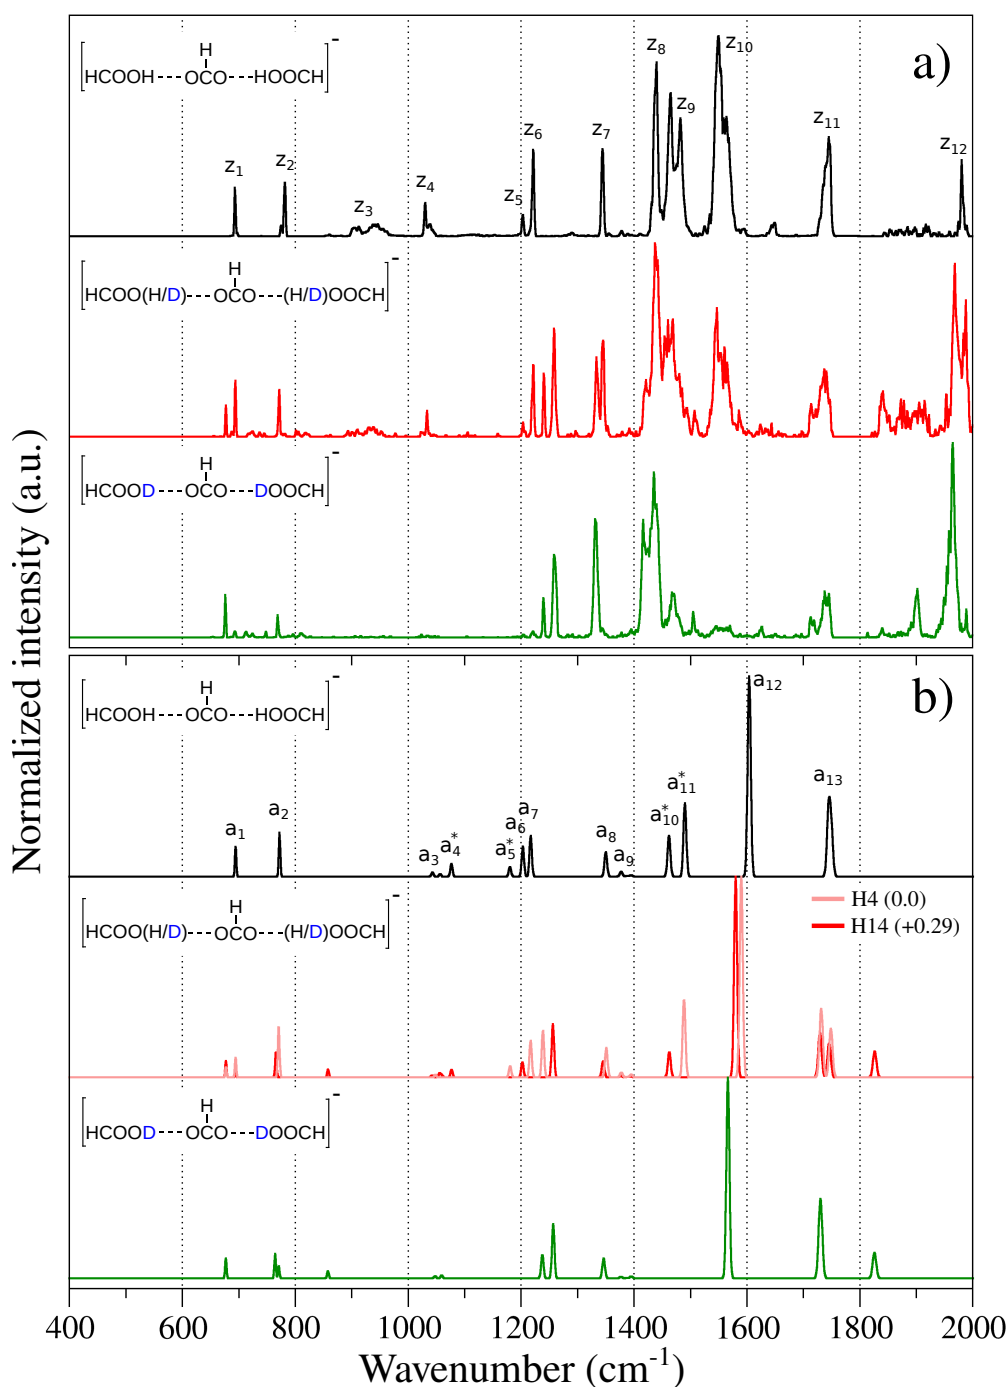 a)
H
[HCOOH----OCO---HOOCH]-
z1
z2
z3
z4
z5
z6
z7
z8
z9
z10
z11
z12
H
[HCOO(H/D)---OCO---(H/D)OOCH]-
H
[HCOOD---OCO---DOOCH]-
b)
H
[HCOOH----OCO---HOOCH]-
a1
a2
a3
a4*
a5*
a6
a7
a8
a9
a10*
a11*
a12
a13
H
[HCOO(H/D)---OCO---(H/D)OOCH]-
H4 (0.0)
H14 (+0.29)
H
[HCOOD---OCO---DOOCH]-
400 600 800 1000 1200 1400 1600 1800 2000
Wavenumber (cm-1)
Normalized intensity (a.u.)